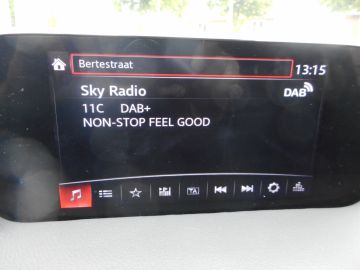 Bertestraat
13:15
Sky Radio
DAB
11C DAB+
NON-STOP FEEL GOOD
TA